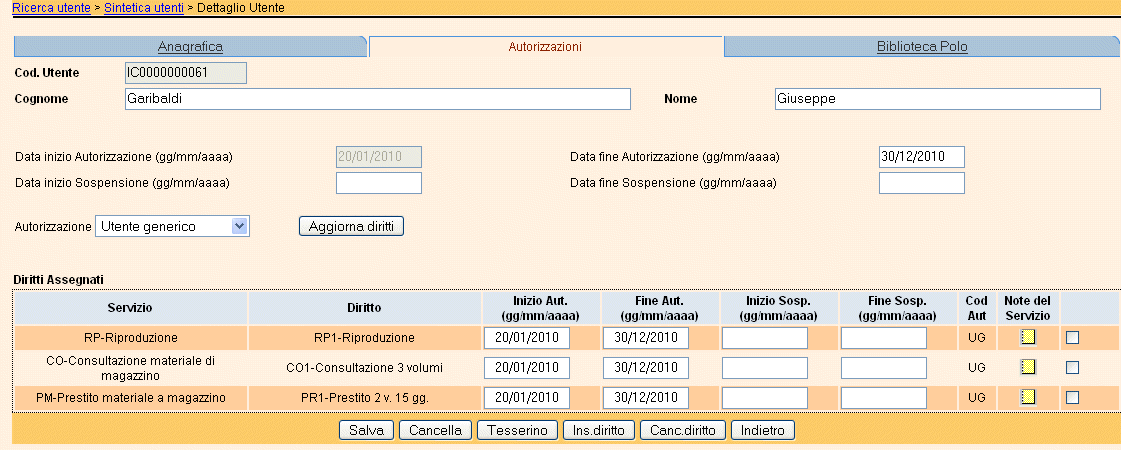 Ricerca utente > Sintetica utenti > Dettaglio Utente
Anagrafica Autorizzazioni Biblioteca Polo
Cod. Utente IC0000000061
Cognome Garibaldi Nome Giuseppe
Data inizio Autorizzazione (gg/mm/aaaa) 20/01/2010 Data fine Autorizzazione (gg/mm/aaaa) 30/12/2010
Data inizio Sospensione (gg/mm/aaaa) Data fine Sospensione (gg/mm/aaaa)
Autorizzazione Utente generico Aggiorna diritti
Diritti Assegnati
Servizio Diritto Inizio Aut. (gg/mm/aaaa) Fine Aut. (gg/mm/aaaa) Inizio Sosp. (gg/mm/aaaa) Fine Sosp. (gg/mm/aaaa) Cod Aut Note del Servizio
RP-Riproduzione RP1-Riproduzione 20/01/2010 30/12/2010 UG
CO-Consultazione materiale di magazzino CO1-Consultazione 3 volumi 20/01/2010 30/12/2010 UG
PM-Prestito materiale a magazzino PR1-Prestito 2 v. 15 gg. 20/01/2010 30/12/2010 UG
Salva Cancella Tesserino Ins.diritto Canc.diritto Indietro